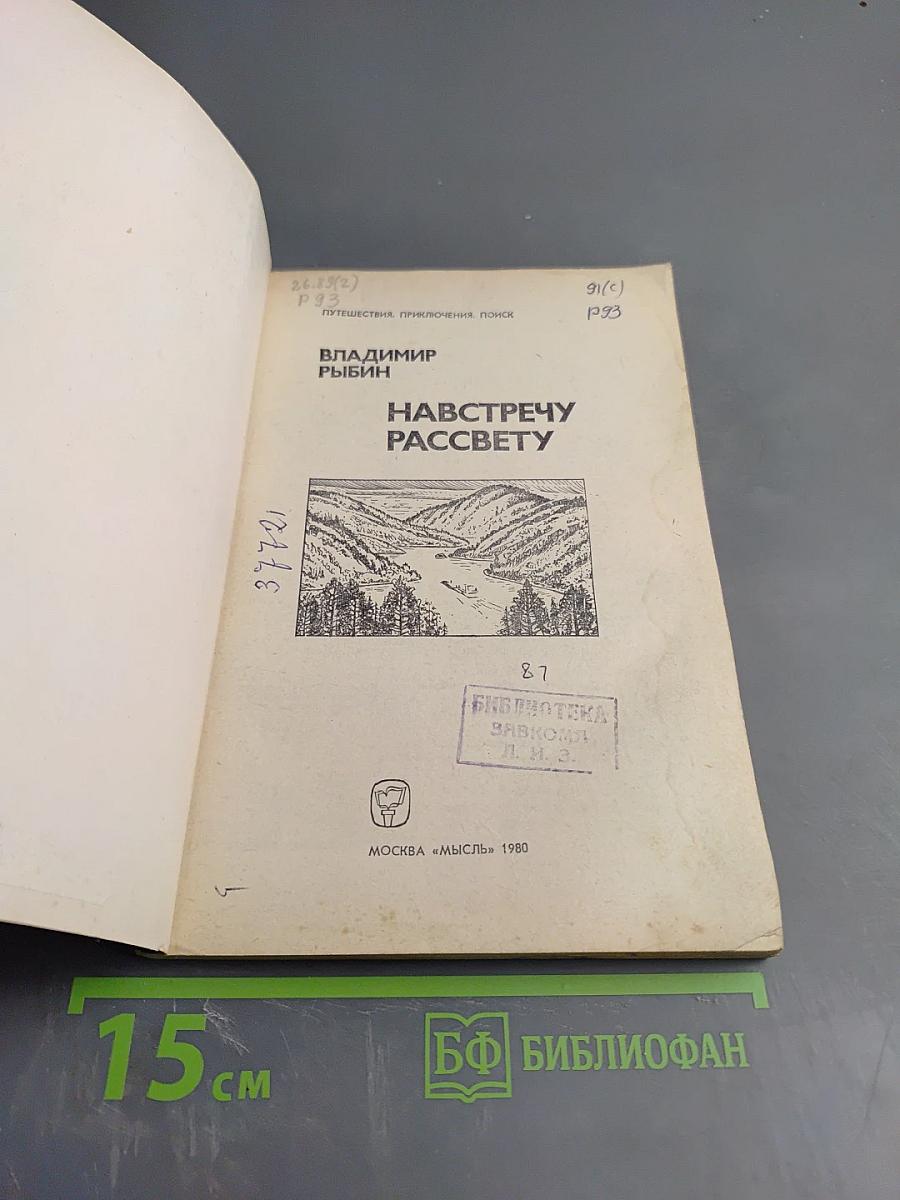 26.89(2)
Р93
91(с)
Р93
ПУТЕШЕСТВИЯ. ПРИКЛЮЧЕНИЯ. ПОИСК
ВЛАДИМИР
РЫБИН
НАВСТРЕЧУ
РАССВЕТУ
3772
87
БИБЛИОТЕКА
ЗАВКОМА
Л. И. З.
МОСКВА «МЫСЛЬ» 1980
15 см
БФ БИБЛИОФАН